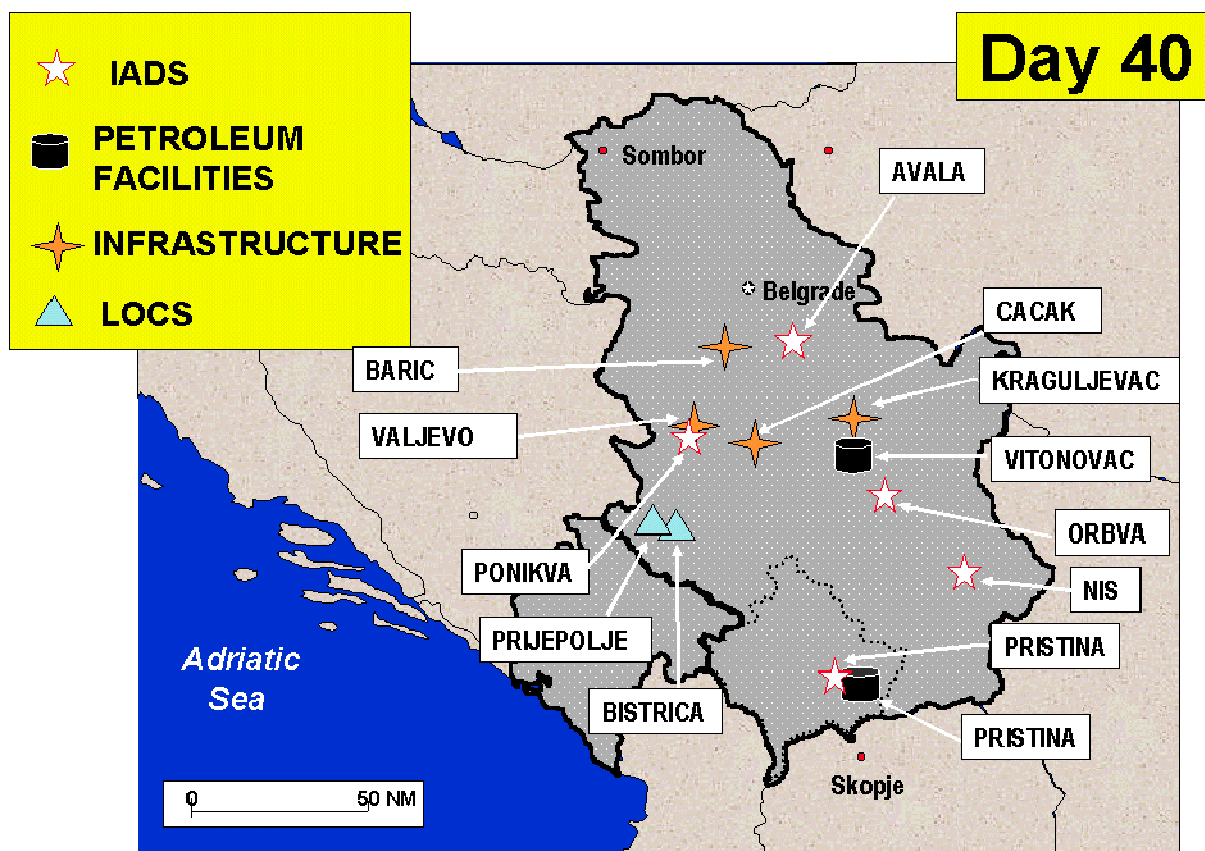 IADS
PETROLEUM
FACILITIES
INFRASTRUCTURE
LOCS
Day 40
Sombor
AVALA
Belgrade
CACAK
BARIC
KRAGULJEVAC
VALJEVO
VITONOVAC
ORBVA
PONIKVA
NIS
PRIJEPOLJE
PRISTINA
Adriatic
Sea
BISTRICA
PRISTINA
Skopje
0 50 NM